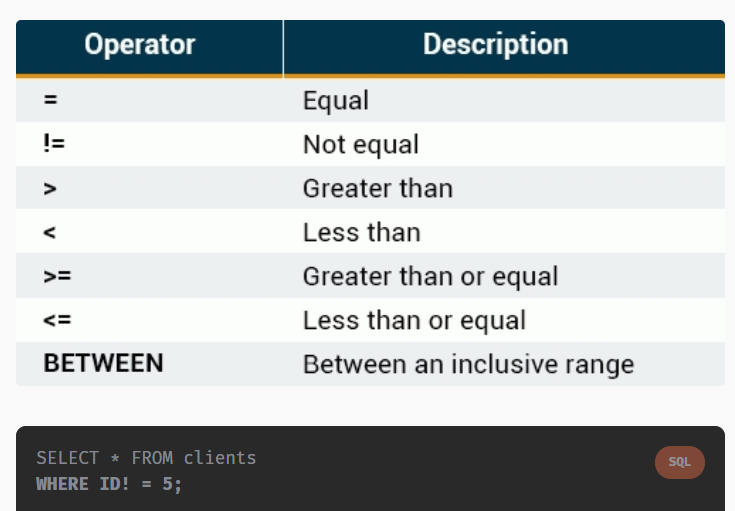 Operator Description
= Equal
!= Not equal
> Greater than
< Less than
>= Greater than or equal
<= Less than or equal
BETWEEN Between an inclusive range
SELECT * FROM clients
SQL
WHERE ID! = 5;